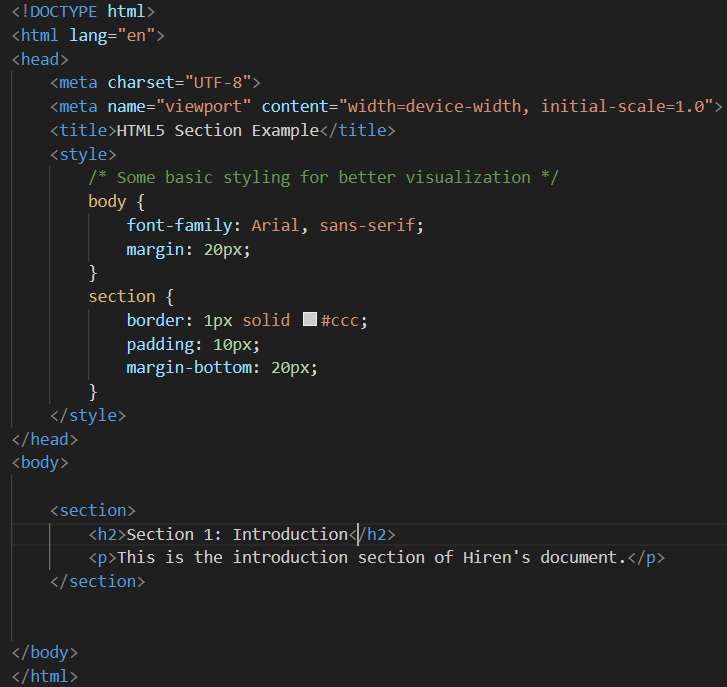 <!DOCTYPE html>
<html lang="en">
<head>
    <meta charset="UTF-8">
    <meta name="viewport" content="width=device-width, initial-scale=1.0">
    <title>HTML5 Section Example</title>
    <style>
        /* Some basic styling for better visualization */
        body {
            font-family: Arial, sans-serif;
            margin: 20px;
        }
        section {
            border: 1px solid #ccc;
            padding: 10px;
            margin-bottom: 20px;
        }
    </style>
</head>
<body>

    <section>
        <h2>Section 1: Introduction</h2>
        <p>This is the introduction section of Hiren's document.</p>
    </section>


</body>
</html>